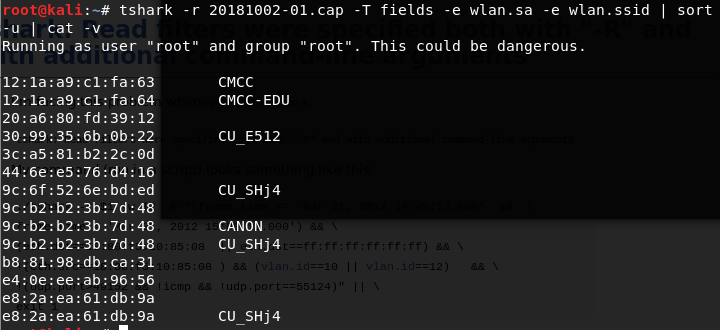 root@kali:~# tshark -r 20181002-01.cap -T fields -e wlan.sa -e wlan.ssid | sort
-u | cat -v
Running as user "root" and group "root". This could be dangerous.
12:1a:a9:c1:fa:63 CMCC
12:1a:a9:c1:fa:64 CMCC-EDU
20:a6:80:fd:39:12
30:99:35:6b:0b:22 CU_E512
3c:a5:81:b2:2c:0d
44:6e:e5:76:d4:16
9c:6f:52:6e:bd:ed CU_SHj4
9c:b2:b2:3b:7d:48
9c:b2:b2:3b:7d:48 CANON
9c:b2:b2:3b:7d:48 CU_SHj4
b8:81:98:db:ca:31
e4:0e:ee:ab:96:56
e8:2a:ea:61:db:9a
e8:2a:ea:61:db:9a CU_SHj4